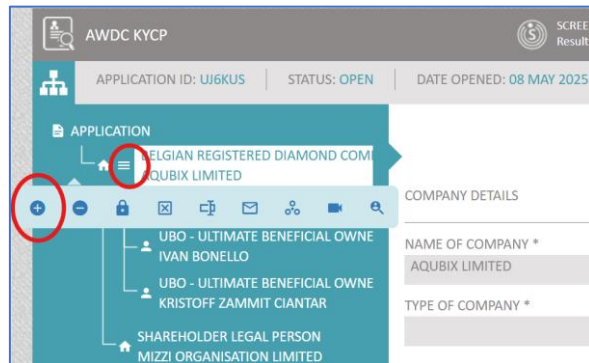 AWDC KYCP
SCREE
Result
APPLICATION ID: UJ6KUS
STATUS: OPEN
DATE OPENED: 08 MAY 2025
APPLICATION
BELGIAN REGISTERED DIAMOND COMI
AQUBIX LIMITED
COMPANY DETAILS
UBO - ULTIMATE BENEFICIAL OWNE
IVAN BONELLO
NAME OF COMPANY *
AQUBIX LIMITED
UBO - ULTIMATE BENEFICIAL OWNE
KRISTOFF ZAMMIT CIANTAR
TYPE OF COMPANY *
SHAREHOLDER LEGAL PERSON
MIZZI ORGANISATION LIMITED